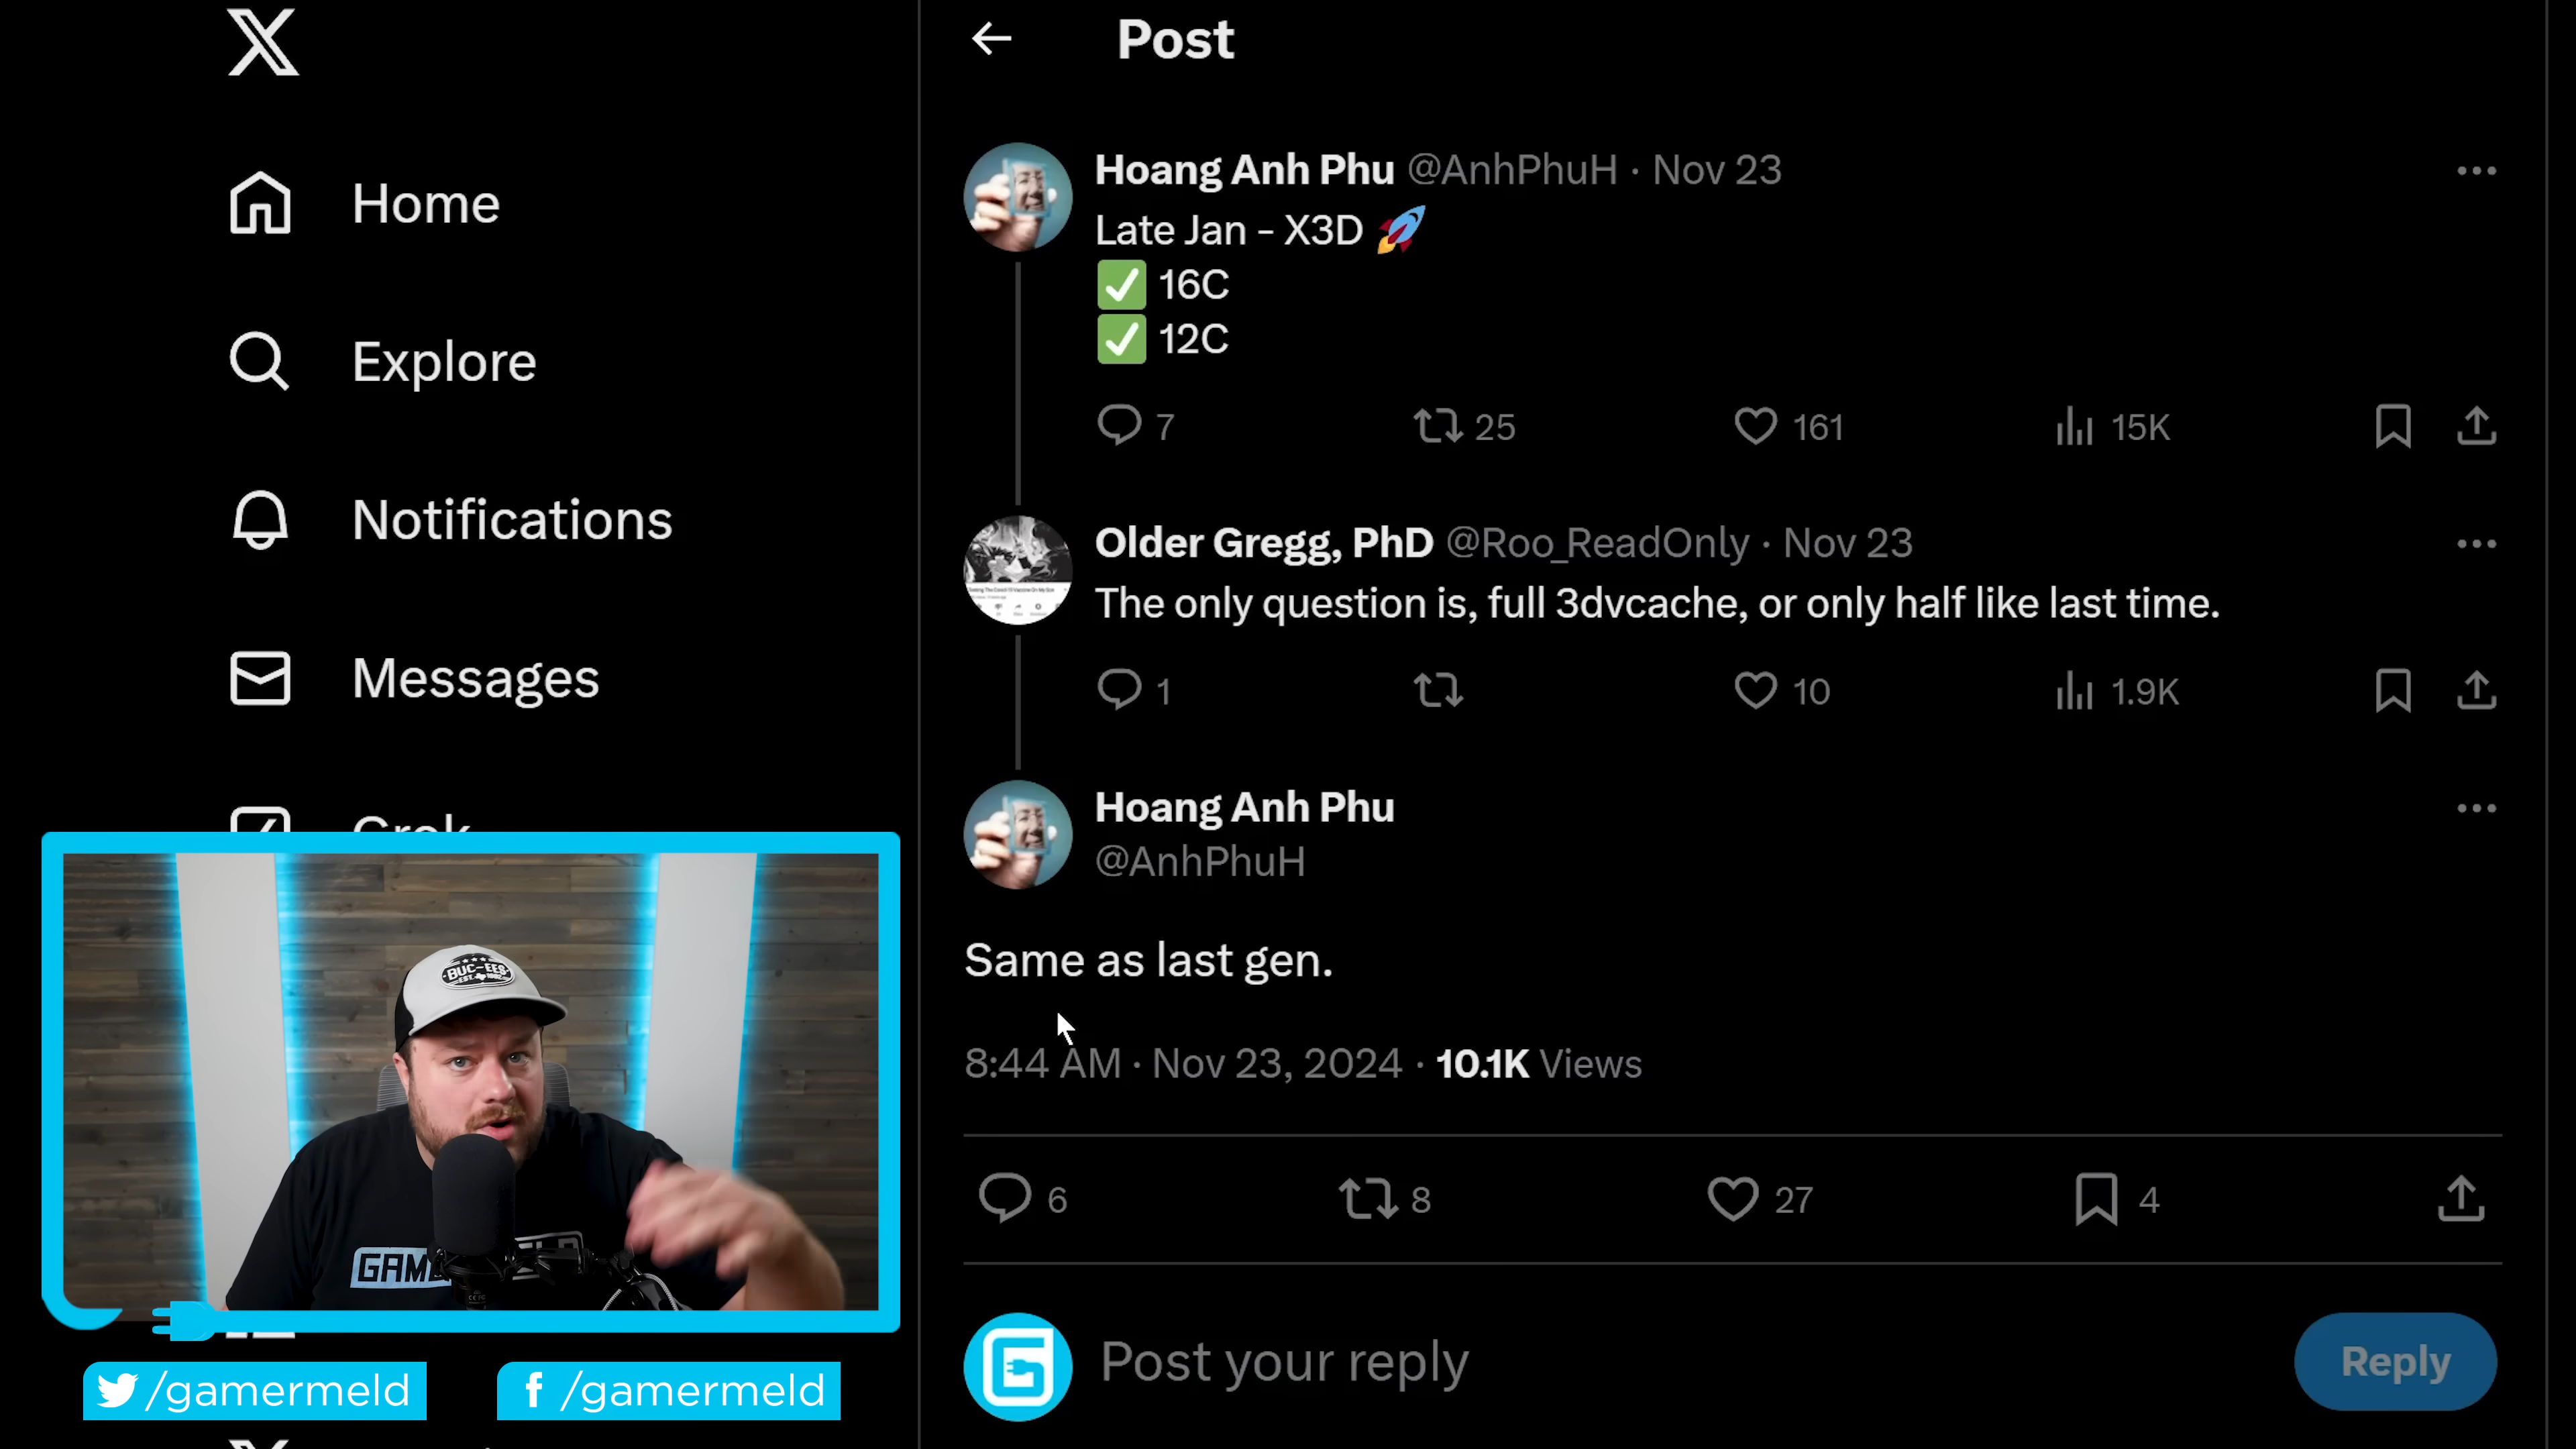 Post
Home
Explore
Notifications
Messages
Grok
Hoang Anh Phu @AnhPhuH · Nov 23
Late Jan - X3D 🚀
✅ 16C
✅ 12C
7 25 161 15K
Older Gregg, PhD @Roo_ReadOnly · Nov 23
The only question is, full 3dvcache, or only half like last time.
1 10 1.9K
Hoang Anh Phu
@AnhPhuH
Same as last gen.
8:44 AM · Nov 23, 2024 · 10.1K Views
6 8 27 4
Post your reply
Reply
BUC-EES
/gamermeld
/gamermeld